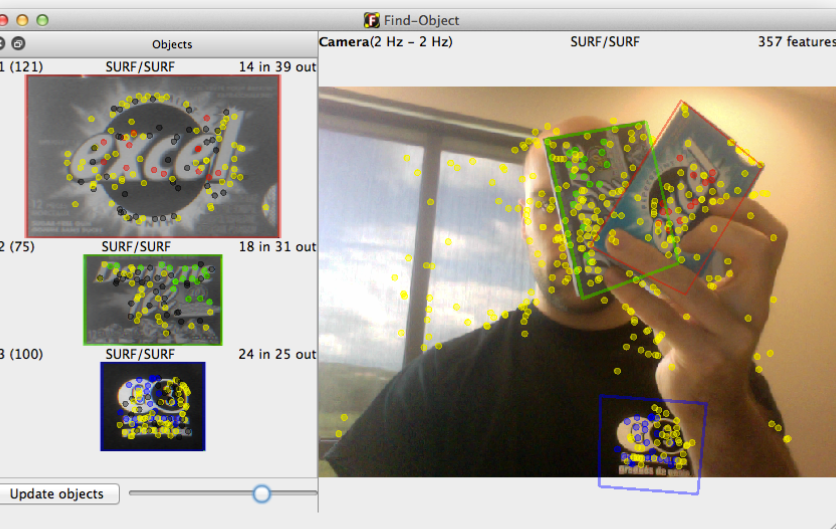 Find-Object
Objects
1 (121) SURF/SURF 14 in 39 out
excel
2 (75) SURF/SURF 18 in 31 out
3 (100) SURF/SURF 24 in 25 out
Update objects
Camera(2 Hz - 2 Hz) SURF/SURF 357 features